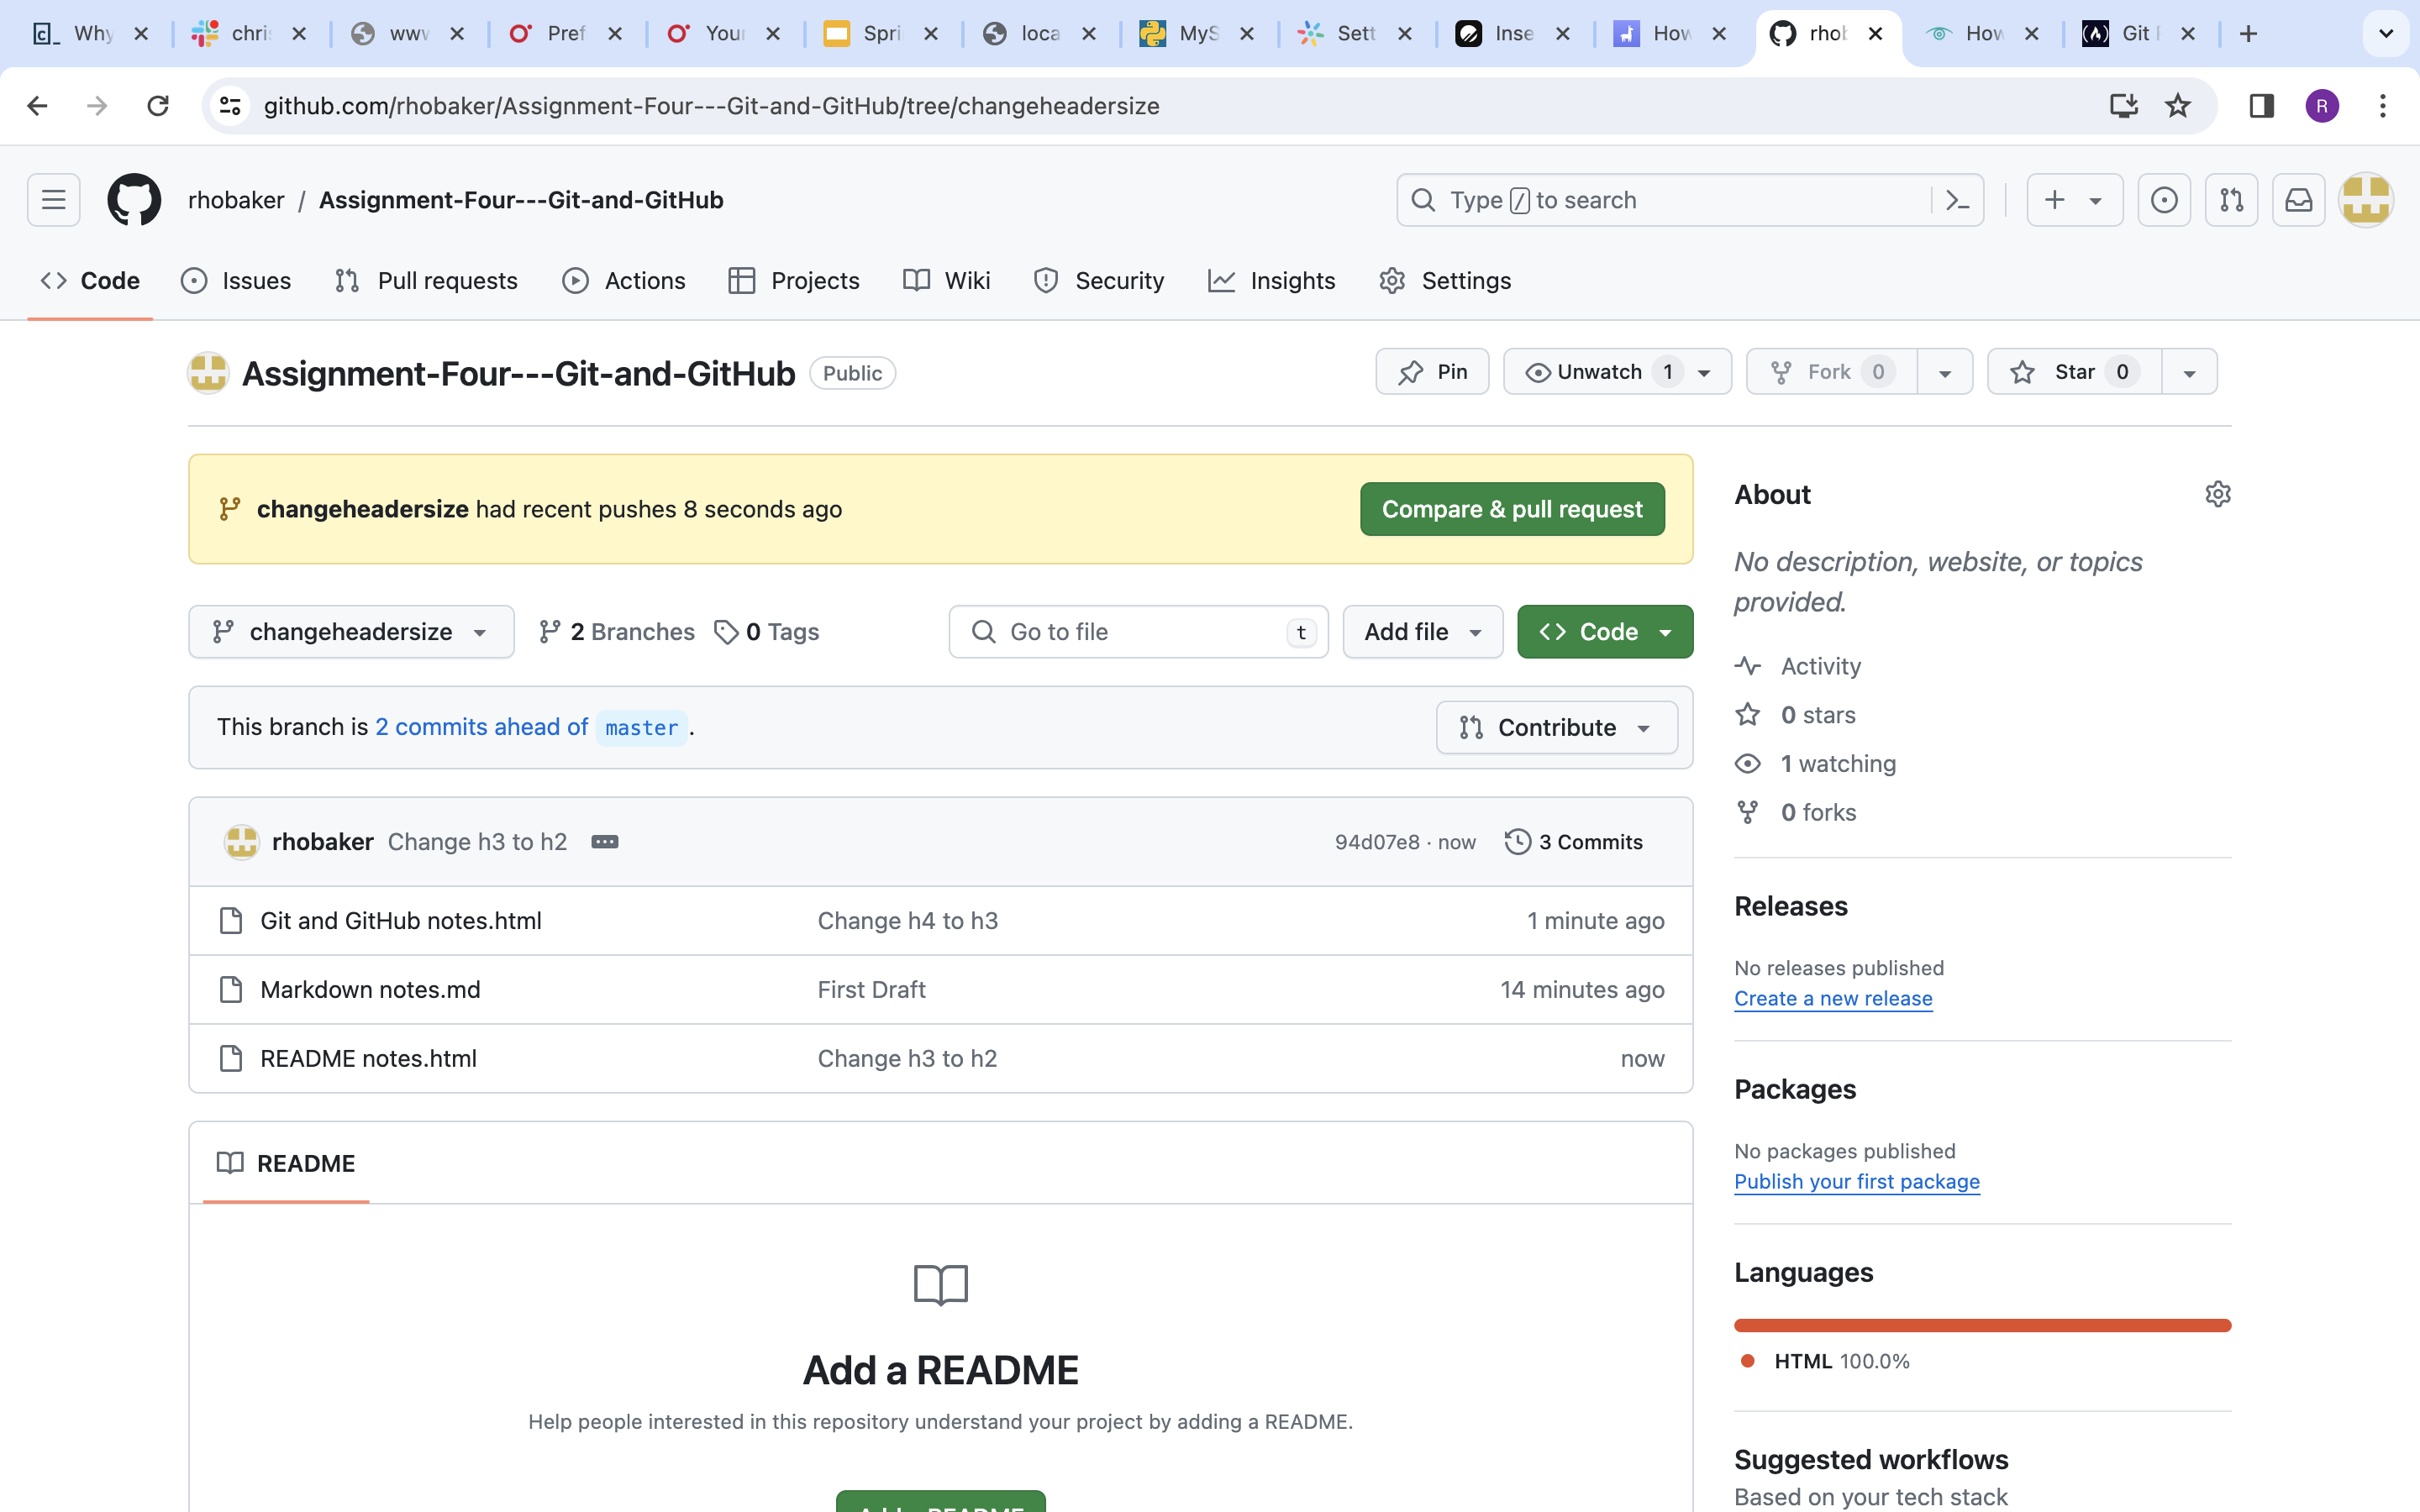 Why chris www Pref Your Spri loca MyS Sett Inse How rhob How Git
github.com/rhobaker/Assignment-Four---Git-and-GitHub/tree/changeheadersize R
rhobaker / Assignment-Four---Git-and-GitHub Type / to search
Code Issues Pull requests Actions Projects Wiki Security Insights Settings
Assignment-Four---Git-and-GitHub Public Pin Unwatch 1 Fork 0 Star 0
changeheadersize had recent pushes 8 seconds ago Compare & pull request
changeheadersize 2 Branches 0 Tags Go to file t Add file Code
This branch is 2 commits ahead of master. Contribute
rhobaker Change h3 to h2 94d07e8 · now 3 Commits
Git and GitHub notes.html Change h4 to h3 1 minute ago
Markdown notes.md First Draft 14 minutes ago
README notes.html Change h3 to h2 now
README
Add a README
Help people interested in this repository understand your project by adding a README.
Add a README
About
No description, website, or topics
provided.
Activity
0 stars
1 watching
0 forks
Releases
No releases published
Create a new release
Packages
No packages published
Publish your first package
Languages
HTML 100.0%
Suggested workflows
Based on your tech stack